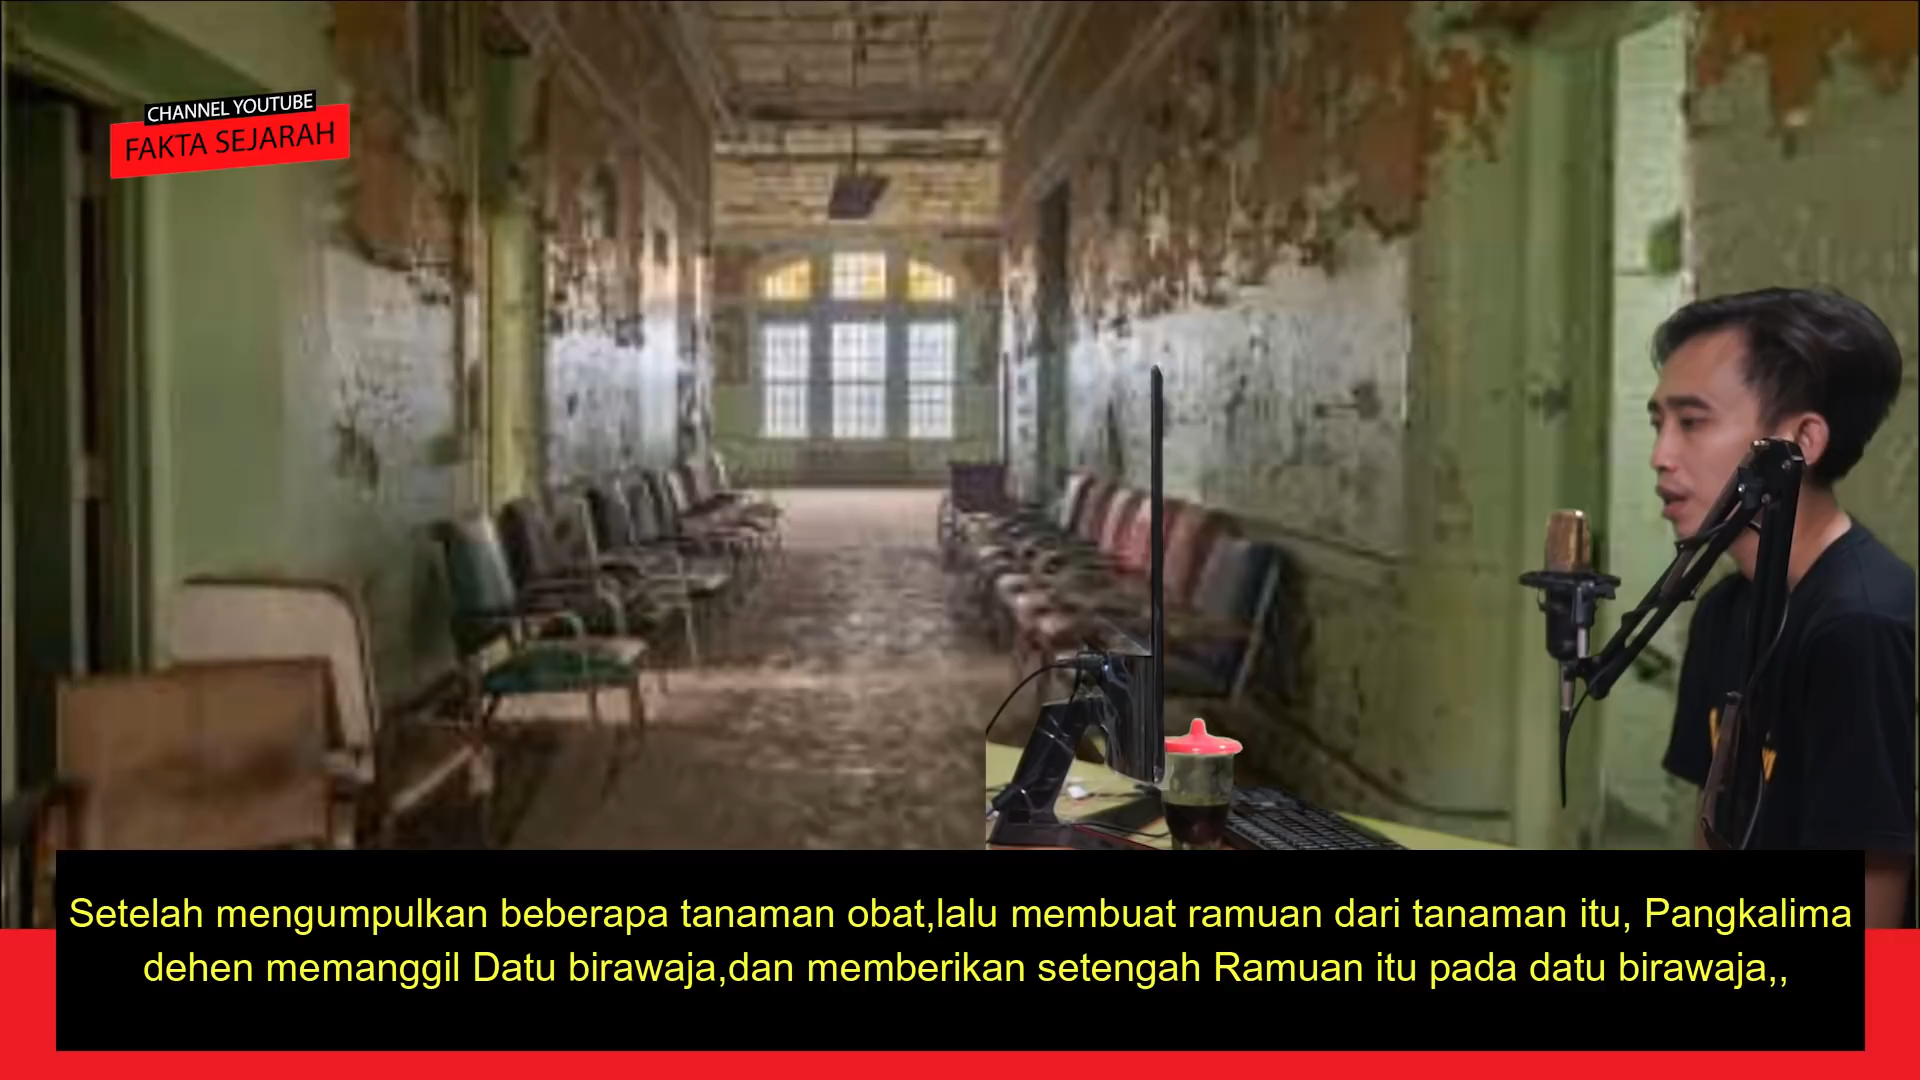 CHANNEL YOUTUBE
FAKTA SEJARAH
Setelah mengumpulkan beberapa tanaman obat,lalu membuat ramuan dari tanaman itu, Pangkalima
dehen memanggil Datu birawaja,dan memberikan setengah Ramuan itu pada datu birawaja,,